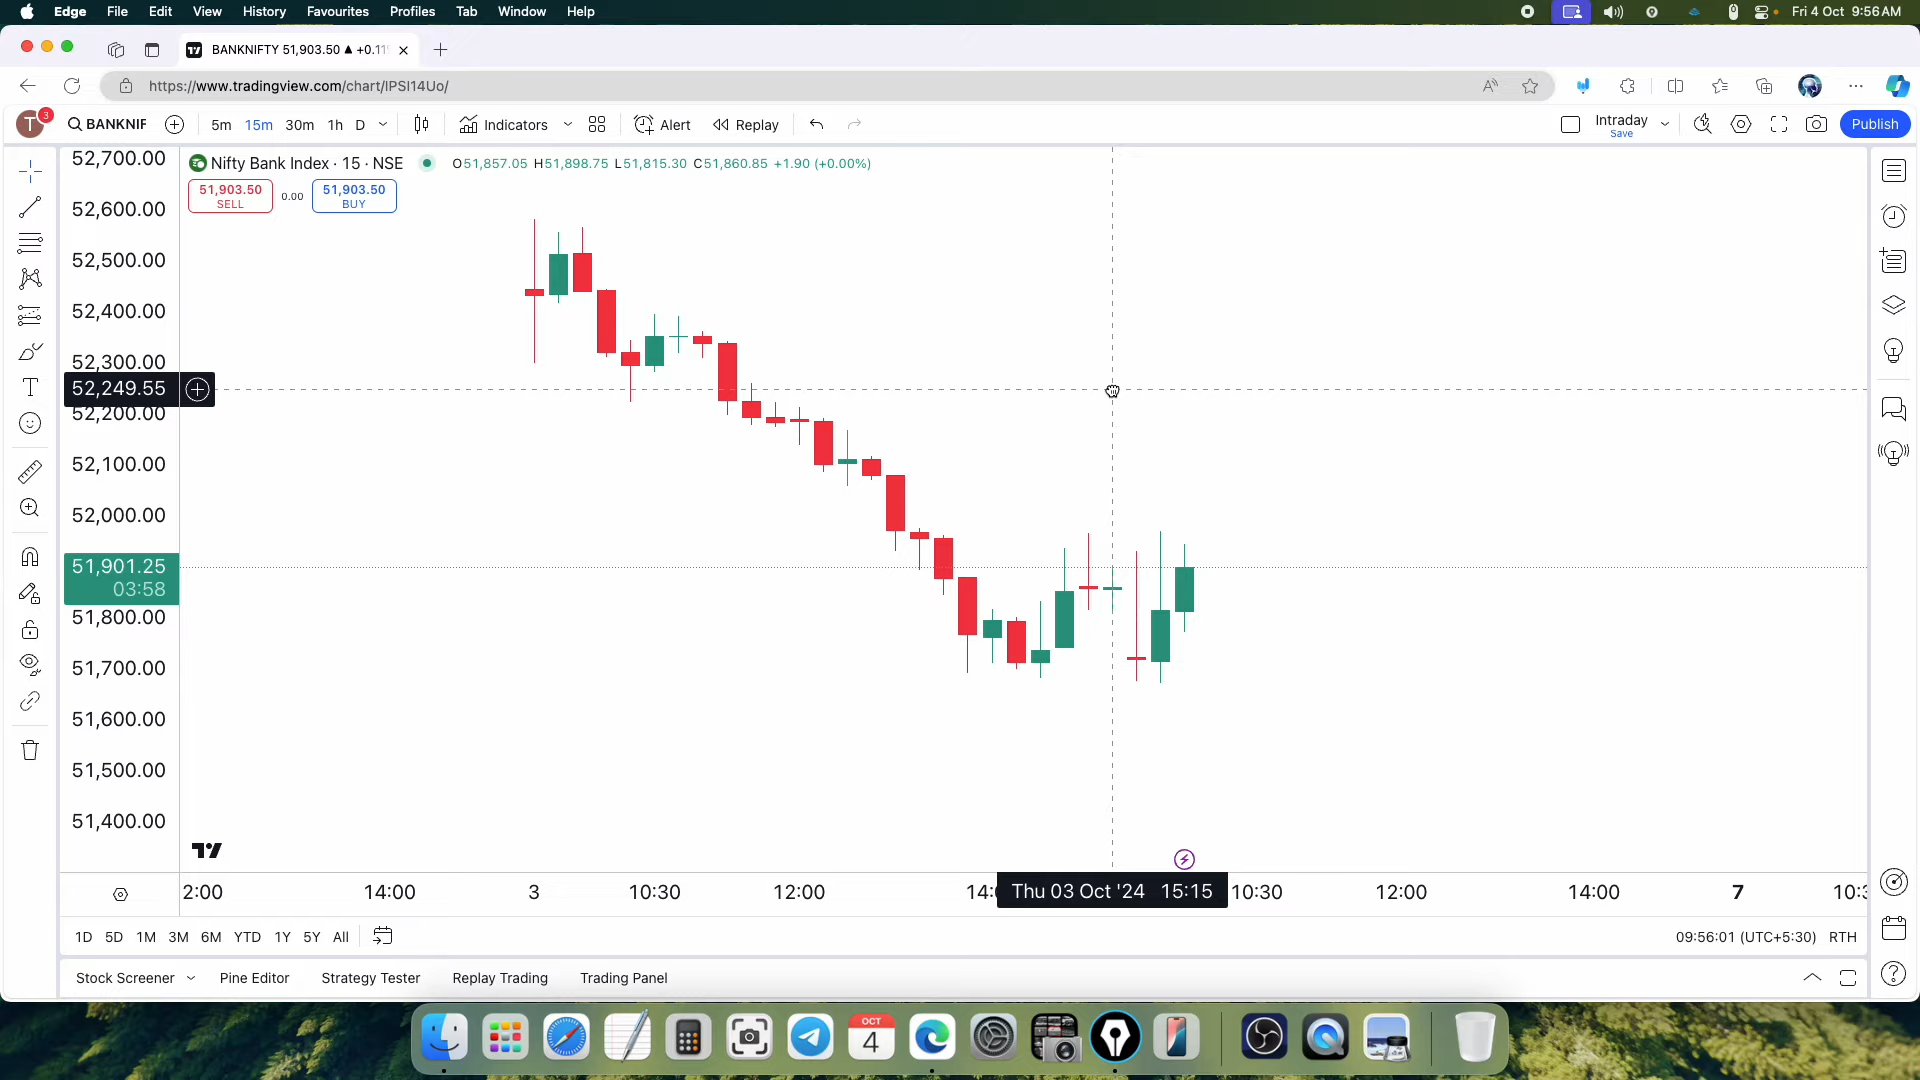 Edge File Edit View History Favourites Profiles Tab Window Help Fri 4 Oct 9:56AM
BANKNIFTY 51,903.50 ▲ +0.11
https://www.tradingview.com/chart/IPSI14Uo/
T 3 BANKNIF 5m 15m 30m 1h D Indicators Alert Replay Intraday Save Publish
Nifty Bank Index · 15 · NSE O51,857.05 H51,898.75 L51,815.30 C51,860.85 +1.90 (+0.00%)
51,903.50 SELL 0.00 51,903.50 BUY
52,700.00
52,600.00
52,500.00
52,400.00
52,300.00
52,249.55
52,200.00
52,100.00
52,000.00
51,901.25
03:58
51,800.00
51,700.00
51,600.00
51,500.00
51,400.00
2:00 14:00 3 10:30 12:00 14:0 Thu 03 Oct '24 15:15 10:30 12:00 14:00 7 10:3
1D 5D 1M 3M 6M YTD 1Y 5Y All 09:56:01 (UTC+5:30) RTH
Stock Screener Pine Editor Strategy Tester Replay Trading Trading Panel
OCT
4